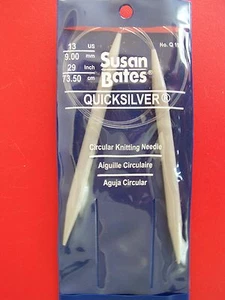 13 US
9.00 mm
29 Inch
73.50 cm
No. Q
Susan
Bates®
QUICKSILVER®
Circular Knitting Needle
Aiguille Circulaire
Aguja Circular